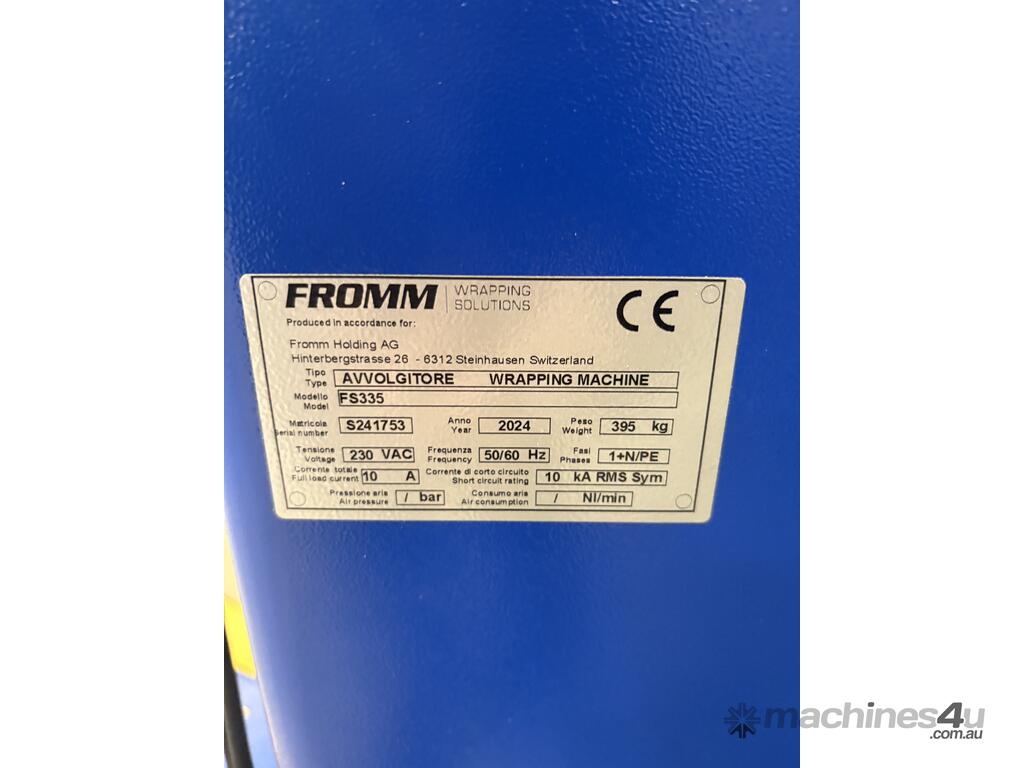 FROMM WRAPPING SOLUTIONS CE
Produced in accordance for:
Fromm Holding AG
Hinterbergstrasse 26 - 6312 Steinhausen Switzerland
Tipo
Type AVVOLGITORE WRAPPING MACHINE
Modello
Model FS335
Matricola
Serial number S241753 Anno
Year 2024 Peso
Weight 395 kg
Tensione
Voltage 230 VAC Frequenza
Frequency 50/60 Hz Fasi
Phases 1+N/PE
Corrente totale
Full load current 10 A Corrente di corto circuito
Short circuit rating 10 kA RMS Sym
Pressione aria
Air pressure / bar Consumo aria
Air consumption / Nl/min
machines4u
.com.au